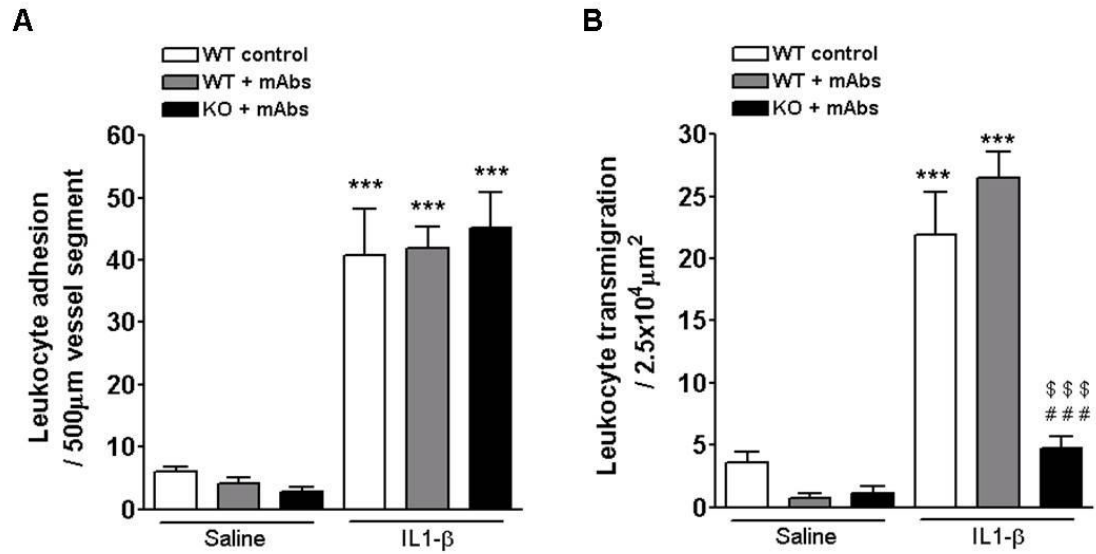 A
WT control
WT + mAbs
KO + mAbs
Leukocyte adhesion
/ 500μm vessel segment
60
50
40
30
20
10
0
***
***
***
Saline
IL1-β
B
WT control
WT + mAbs
KO + mAbs
Leukocyte transmigration
/ 2.5x10⁴μm²
30
25
20
15
10
5
0
***
***
$ $ $
# # #
Saline
IL1-β